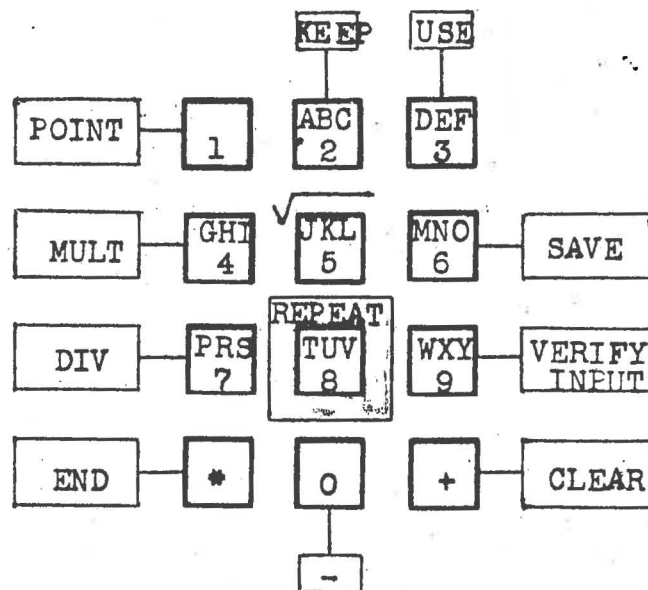 KEEP USE
POINT 1 ABC 2 DEF 3
MULT GHI 4 √ JKL 5 MNO 6 SAVE
DIV PRS 7 REPEAT TUV 8 WXY 9 VERIFY INPUT
END * 0 + CLEAR
-